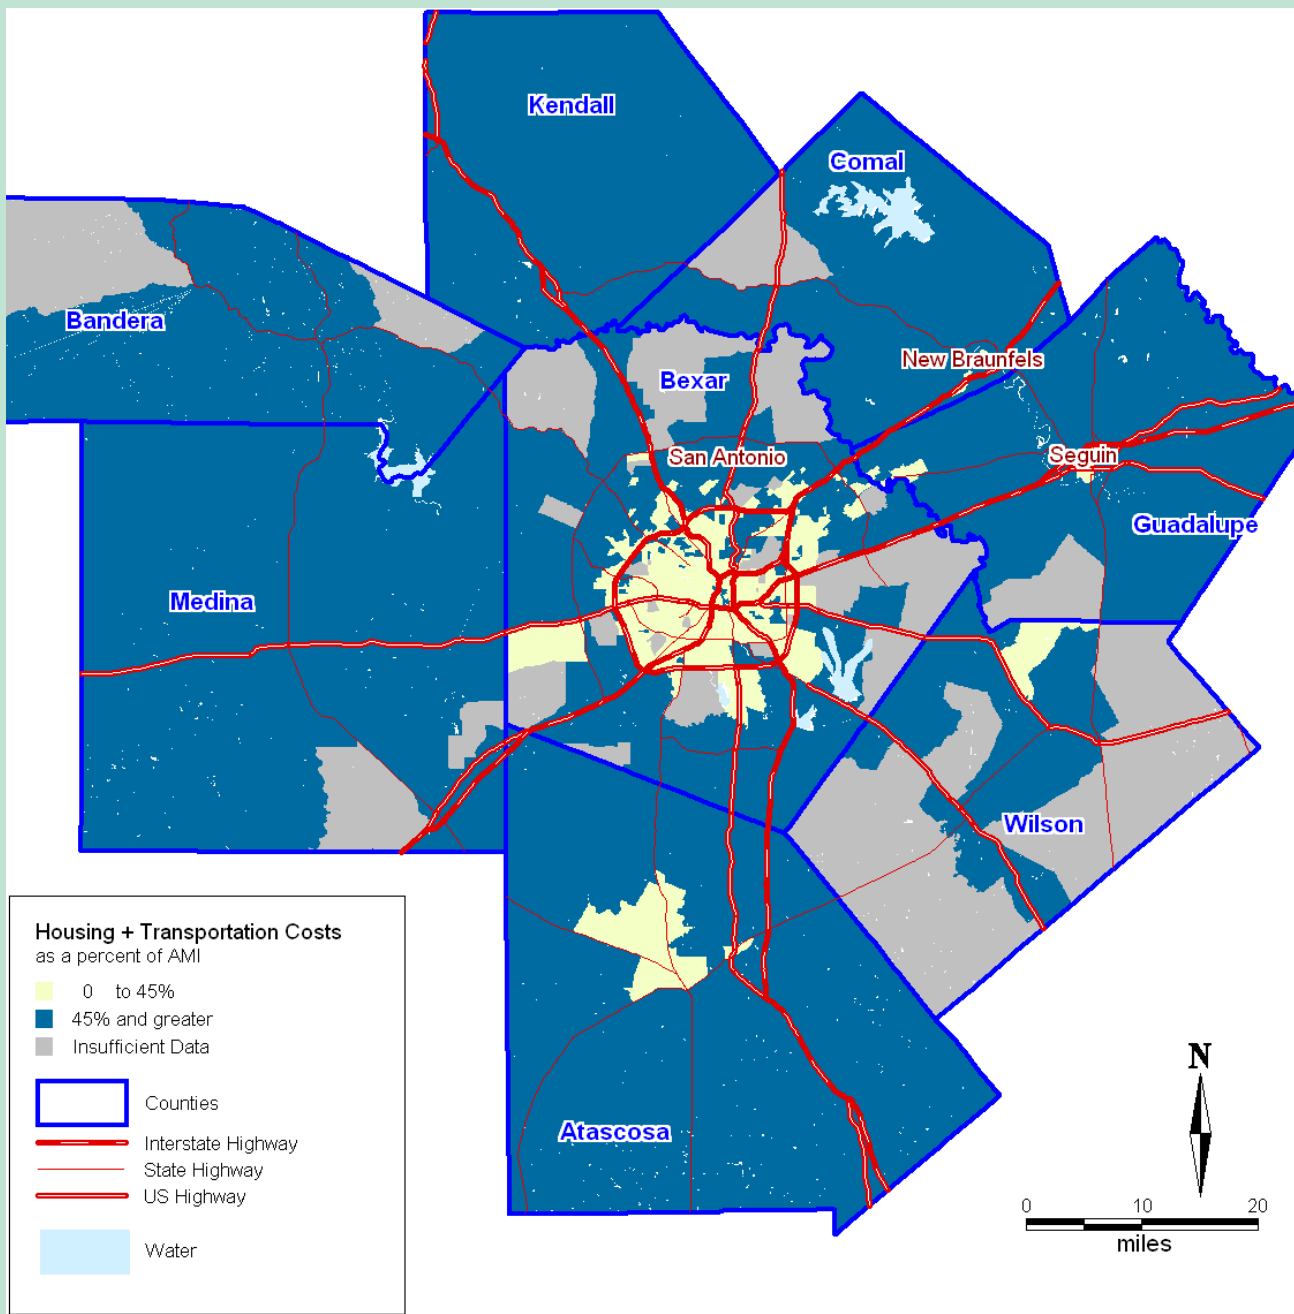 Kendall
Comal
Bandera
New Braunfels
Bexar
San Antonio
Seguin
Guadalupe
Medina
Wilson
Atascosa
Housing + Transportation Costs
as a percent of AMI
0 to 45%
45% and greater
Insufficient Data
Counties
Interstate Highway
State Highway
US Highway
Water
N
0 10 20
miles